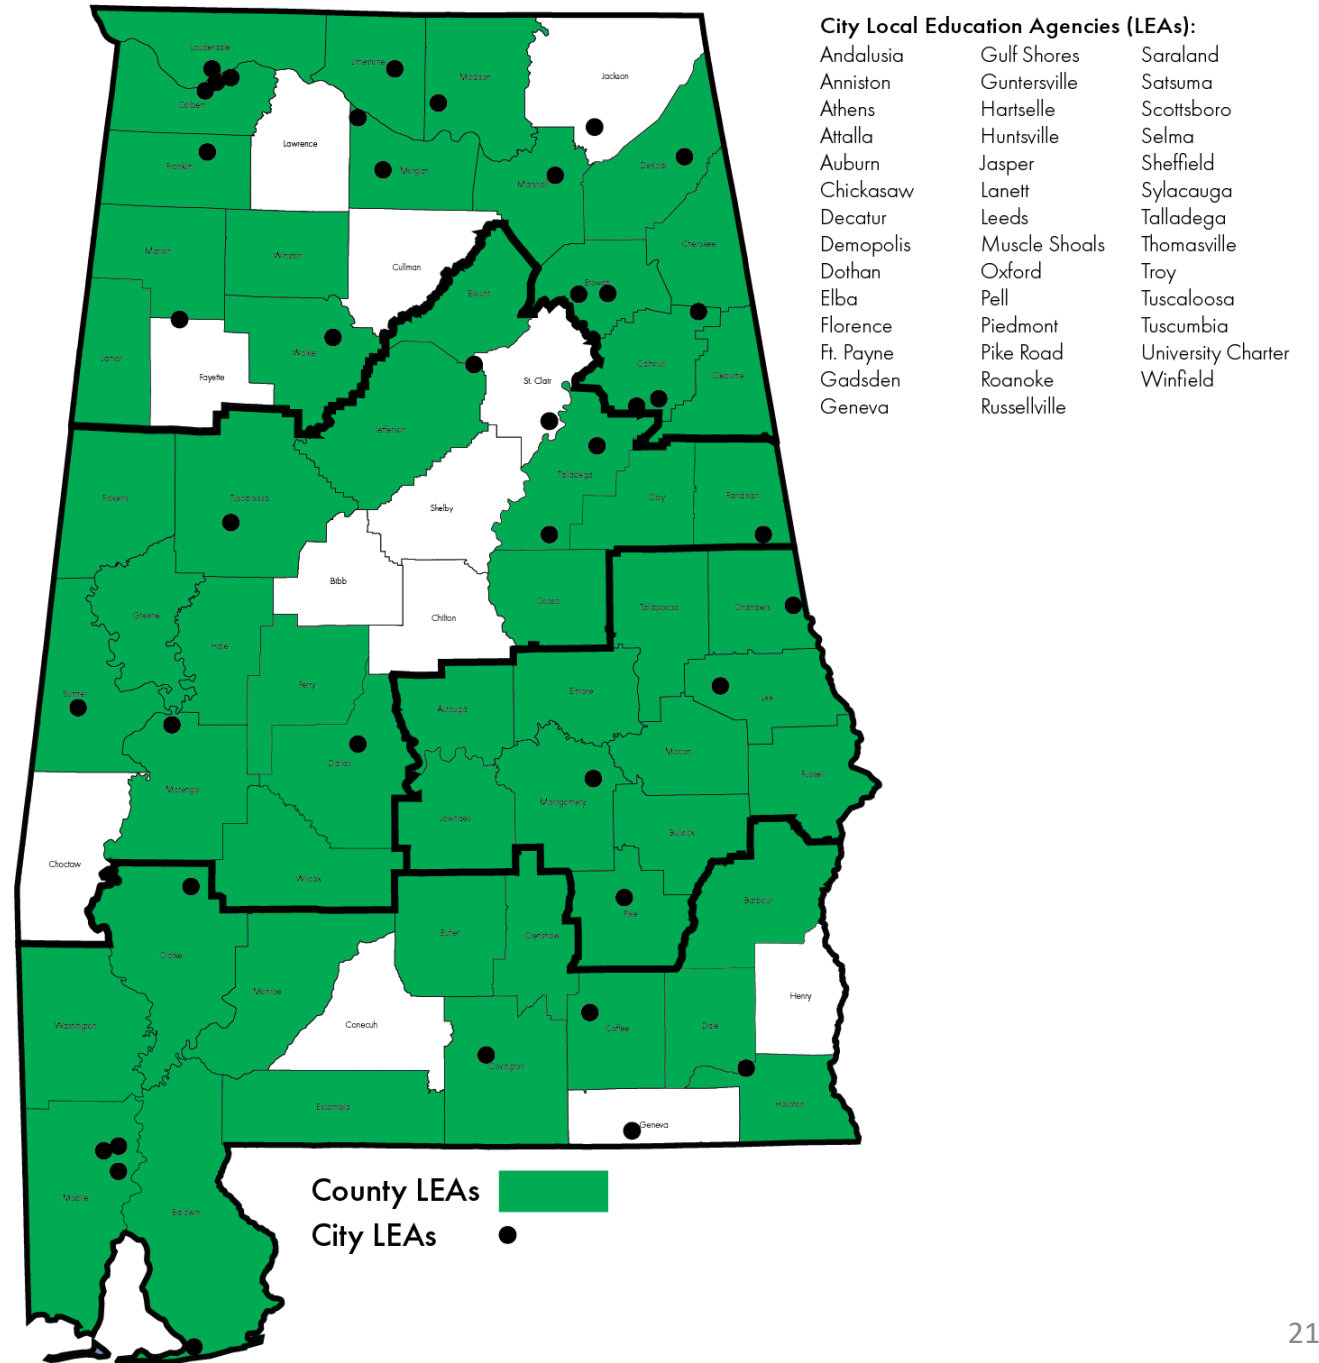 City Local Education Agencies (LEAs):
Andalusia
Anniston
Athens
Attalla
Auburn
Chickasaw
Decatur
Demopolis
Dothan
Elba
Florence
Ft. Payne
Gadsden
Geneva
Gulf Shores
Guntersville
Hartselle
Huntsville
Jasper
Lanett
Leeds
Muscle Shoals
Oxford
Pell
Piedmont
Pike Road
Roanoke
Russellville
Saraland
Satsuma
Scottsboro
Selma
Sheffield
Sylacauga
Talladega
Thomasville
Troy
Tuscaloosa
Tuscumbia
University Charter
Winfield
Lauderdale
Limestone
Madison
Jackson
Colbert
Lawrence
Franklin
Morgan
Marshall
DeKalb
Marion
Winston
Cullman
Cherokee
Blount
Etowah
Lamar
Fayette
Walker
St. Clair
Calhoun
Cleburne
Jefferson
Pickens
Tuscaloosa
Shelby
Talladega
Clay
Randolph
Bibb
Chilton
Coosa
Tallapoosa
Chambers
Greene
Hale
Perry
Sumter
Autauga
Elmore
Lee
Dallas
Macon
Russell
Marengo
Lowndes
Montgomery
Bullock
Choctaw
Wilcox
Pike
Barbour
Clarke
Butler
Crenshaw
Monroe
Conecuh
Henry
Washington
Coffee
Dale
Covington
Escambia
Geneva
Houston
Mobile
Baldwin
County LEAs
City LEAs
21